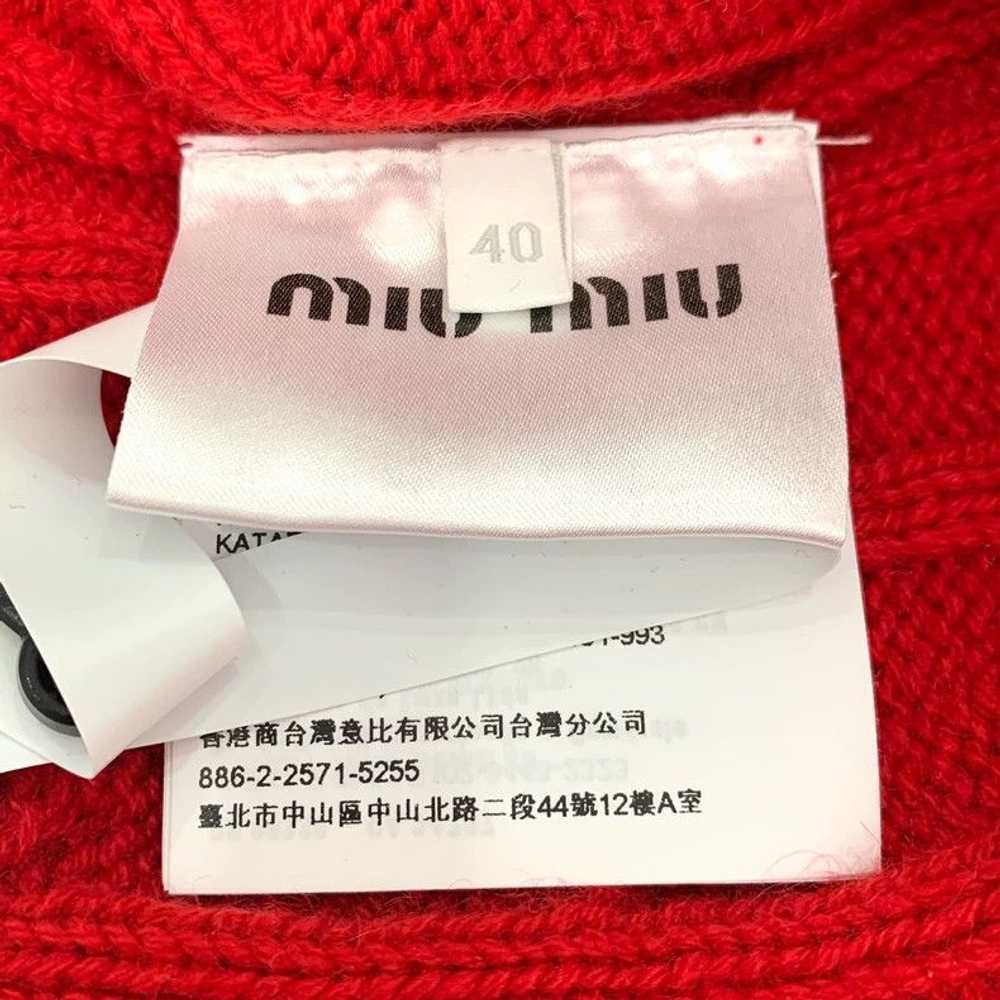 40
miu miu
KATAR
-993
香港商台灣意比有限公司台灣分公司
886-2-2571-5255
臺北市中山區中山北路二段44號12樓A室